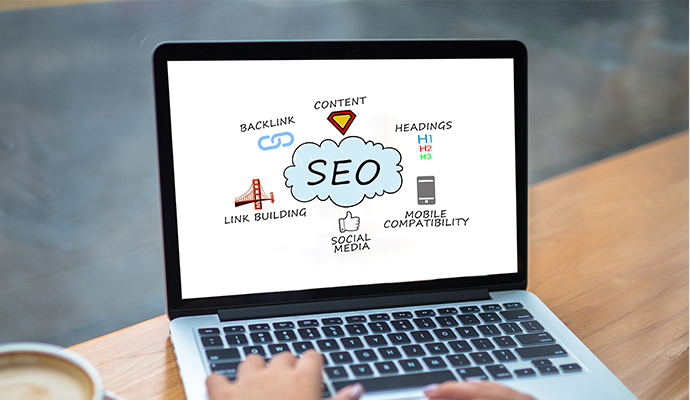 CONTENT
BACKLINK
HEADINGS
H1
H2
H3
SEO
LINK BUILDING
SOCIAL
MEDIA
MOBILE
COMPATIBILITY